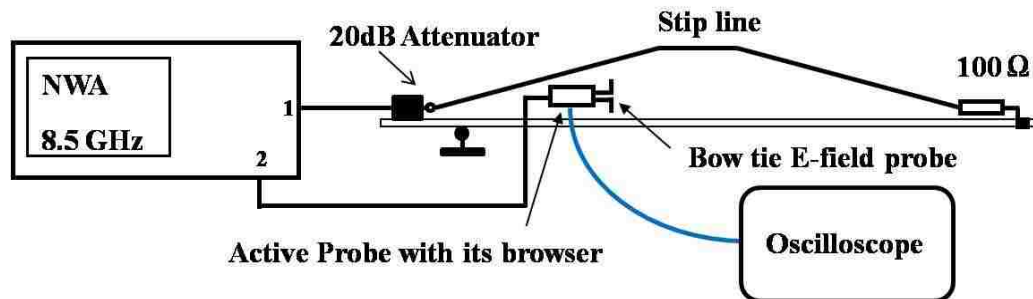 Stip line
20dB Attenuator
100 Ω
NWA
8.5 GHz
1
2
Bow tie E-field probe
Active Probe with its browser
Oscilloscope